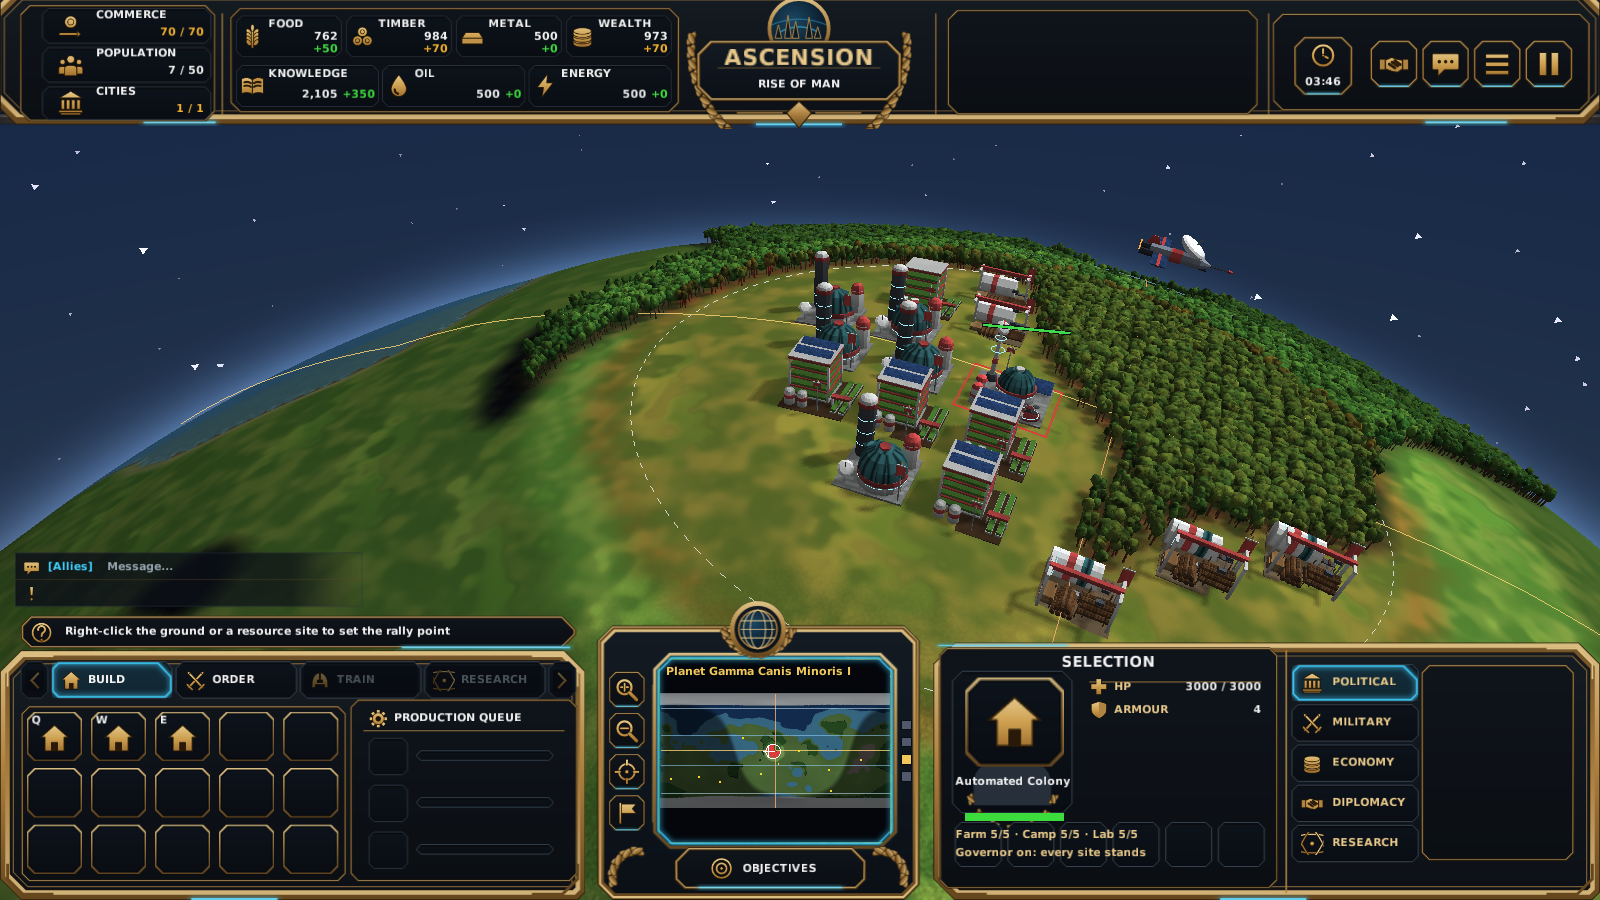 COMMERCE
70 / 70
POPULATION
7 / 50
CITIES
1 / 1
FOOD
762
+50
TIMBER
984
+70
METAL
500
+0
WEALTH
973
+70
KNOWLEDGE
2,105 +350
OIL
500 +0
ENERGY
500 +0
ASCENSION
RISE OF MAN
03:46
[Allies] Message...
!
Right-click the ground or a resource site to set the rally point
BUILD
ORDER
TRAIN
RESEARCH
Q
W
E
PRODUCTION QUEUE
Planet Gamma Canis Minoris I
OBJECTIVES
SELECTION
HP 3000 / 3000
ARMOUR 4
Automated Colony
Farm 5/5 · Camp 5/5 · Lab 5/5
Governor on: every site stands
POLITICAL
MILITARY
ECONOMY
DIPLOMACY
RESEARCH